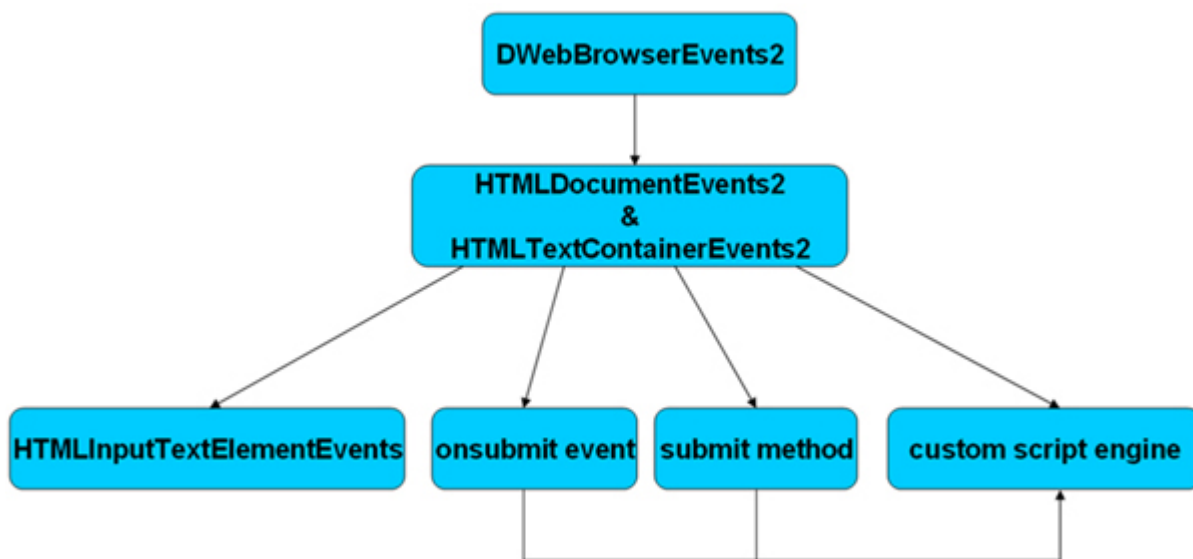 DWebBrowserEvents2
HTMLDocumentEvents2
&
HTMLTextContainerEvents2
HTMLInputTextElementEvents
onsubmit event
submit method
custom script engine